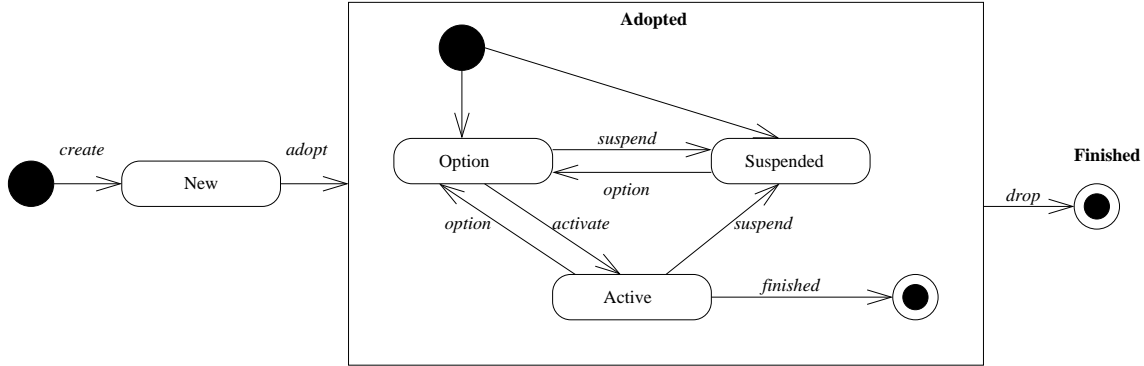 Adopted
create
adopt
New
Option
suspend
Suspended
option
option
activate
suspend
Active
finished
drop
Finished